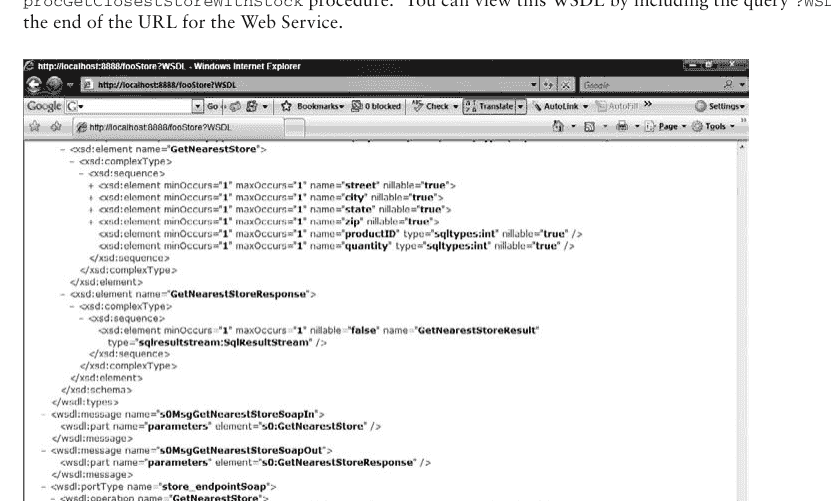 procGetClosestStoreWithStock procedure. You can view this WSDL by including the query ?WSD
the end of the URL for the Web Service.
http://localhost:8888/fooStore?WSDL - Windows Internet Explorer
http://localhost:8888/fooStore?WSDL Google
Google G Go Bookmarks 0 blocked Check Translate AutoLink AutoFill » Settings
http://localhost:8888/fooStore?WSDL Page Tools »
- <xsd:element name="GetNearestStore">
- <xsd:complexType>
- <xsd:sequence>
+ <xsd:element minOccurs="1" maxOccurs="1" name="street" nillable="true">
+ <xsd:element minOccurs="1" maxOccurs="1" name="city" nillable="true">
+ <xsd:element minOccurs="1" maxOccurs="1" name="state" nillable="true">
+ <xsd:element minOccurs="1" maxOccurs="1" name="zip" nillable="true">
<xsd:element minOccurs="1" maxOccurs="1" name="productID" type="sqltypes:int" nillable="true" />
<xsd:element minOccurs="1" maxOccurs="1" name="quantity" type="sqltypes:int" nillable="true" />
</xsd:sequence>
</xsd:complexType>
</xsd:element>
- <xsd:element name="GetNearestStoreResponse">
- <xsd:complexType>
- <xsd:sequence>
<xsd:element minOccurs="1" maxOccurs="1" nillable="false" name="GetNearestStoreResult"
type="sqlresultstream:SqlResultStream" />
</xsd:sequence>
</xsd:complexType>
</xsd:element>
</xsd:schema>
</wsdl:types>
- <wsdl:message name="s0MsgGetNearestStoreSoapIn">
<wsdl:part name="parameters" element="s0:GetNearestStore" />
</wsdl:message>
- <wsdl:message name="s0MsgGetNearestStoreSoapOut">
<wsdl:part name="parameters" element="s0:GetNearestStoreResponse" />
</wsdl:message>
- <wsdl:portType name="store_endpointSoap">
- <wsdl:operation name="GetNearestStore">